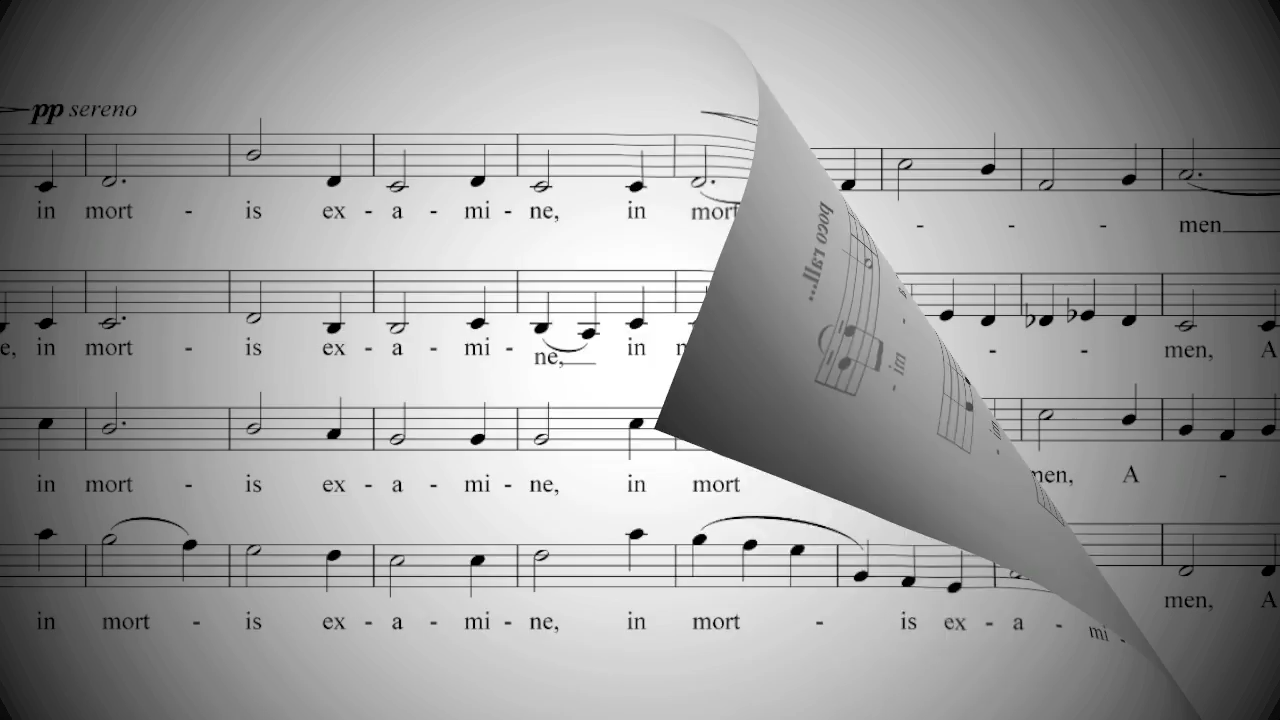 pp sereno
in mort - is ex - a - mi - ne, in mort
- - - men
e, in mort - is ex - a - mi - ne, in
- - men, A
in mort - is ex - a - mi - ne, in mort
men, A -
in mort - is ex - a - mi - ne, in mort - is ex - a - mi -
men, A
poco rall...
- mi -